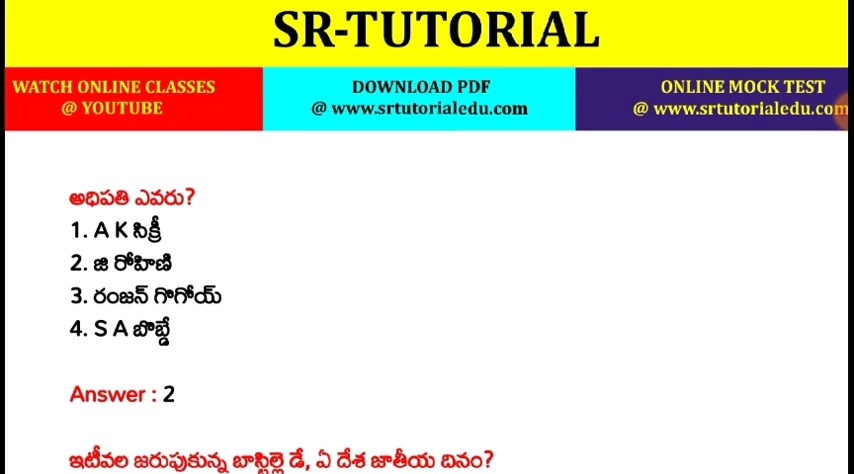 SR-TUTORIAL
WATCH ONLINE CLASSES
@ YOUTUBE
DOWNLOAD PDF
@ www.srtutorialedu.com
ONLINE MOCK TEST
@ www.srtutorialedu.com
అధిపతి ఎవరు?
1. A K సిక్రీ
2. జి రోహిణి
3. రంజన్ గొగోయ్
4. S A బొబ్డే
Answer : 2
ఇటీవల జరుపుకున్న బాస్టిల్లె డే, ఏ దేశ జాతీయ దినం?